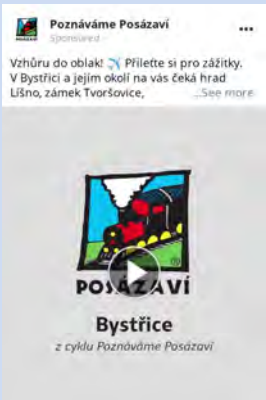 Poznáváme Posázaví
Sponsored
Vzhůru do oblak! ✈️ Přileťte si pro zážitky.
V Bystřici a jejím okolí na vás čeká hrad
Líšno, zámek Tvoršovice, ...See more
POSÁZAVÍ
Bystřice
z cyklu Poznáváme Posázaví